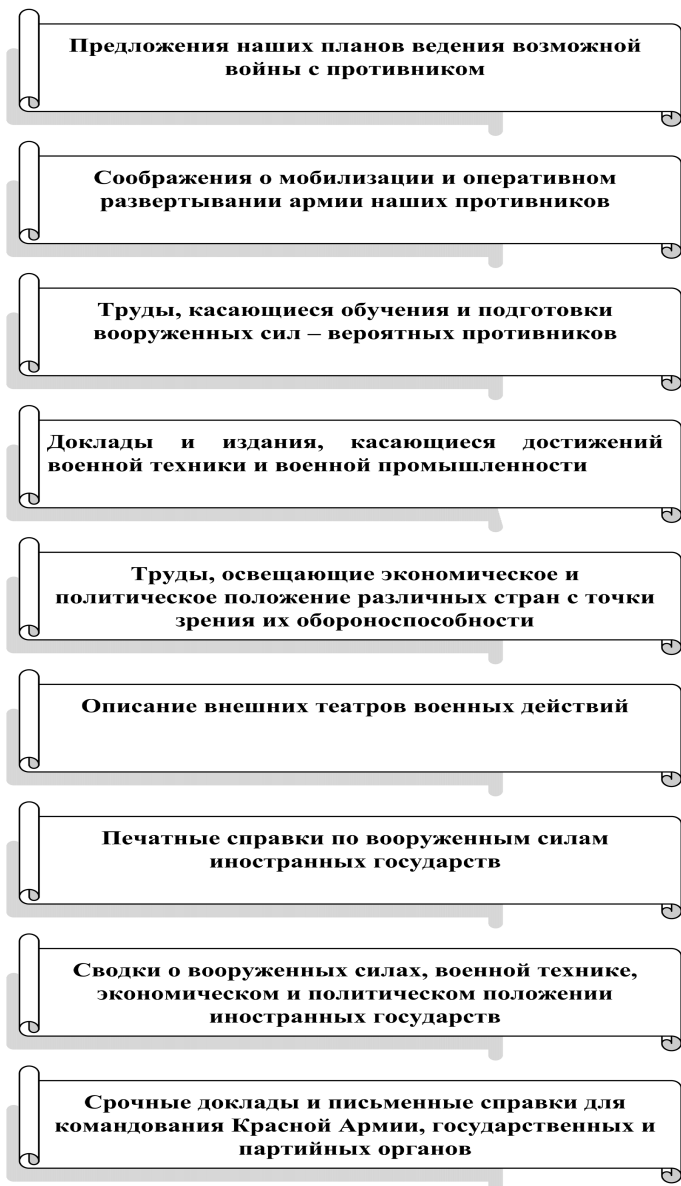 Предложения наших планов ведения возможной
войны с противником
Соображения о мобилизации и оперативном
развертывании армии наших противников
Труды, касающиеся обучения и подготовки
вооруженных сил – вероятных противников
Доклады и издания, касающиеся достижений
военной техники и военной промышленности
Труды, освещающие экономическое и
политическое положение различных стран с точки
зрения их обороноспособности
Описание внешних театров военных действий
Печатные справки по вооруженным силам
иностранных государств
Сводки о вооруженных силах, военной технике,
экономическом и политическом положении
иностранных государств
Срочные доклады и письменные справки для
командования Красной Армии, государственных и
партийных органов